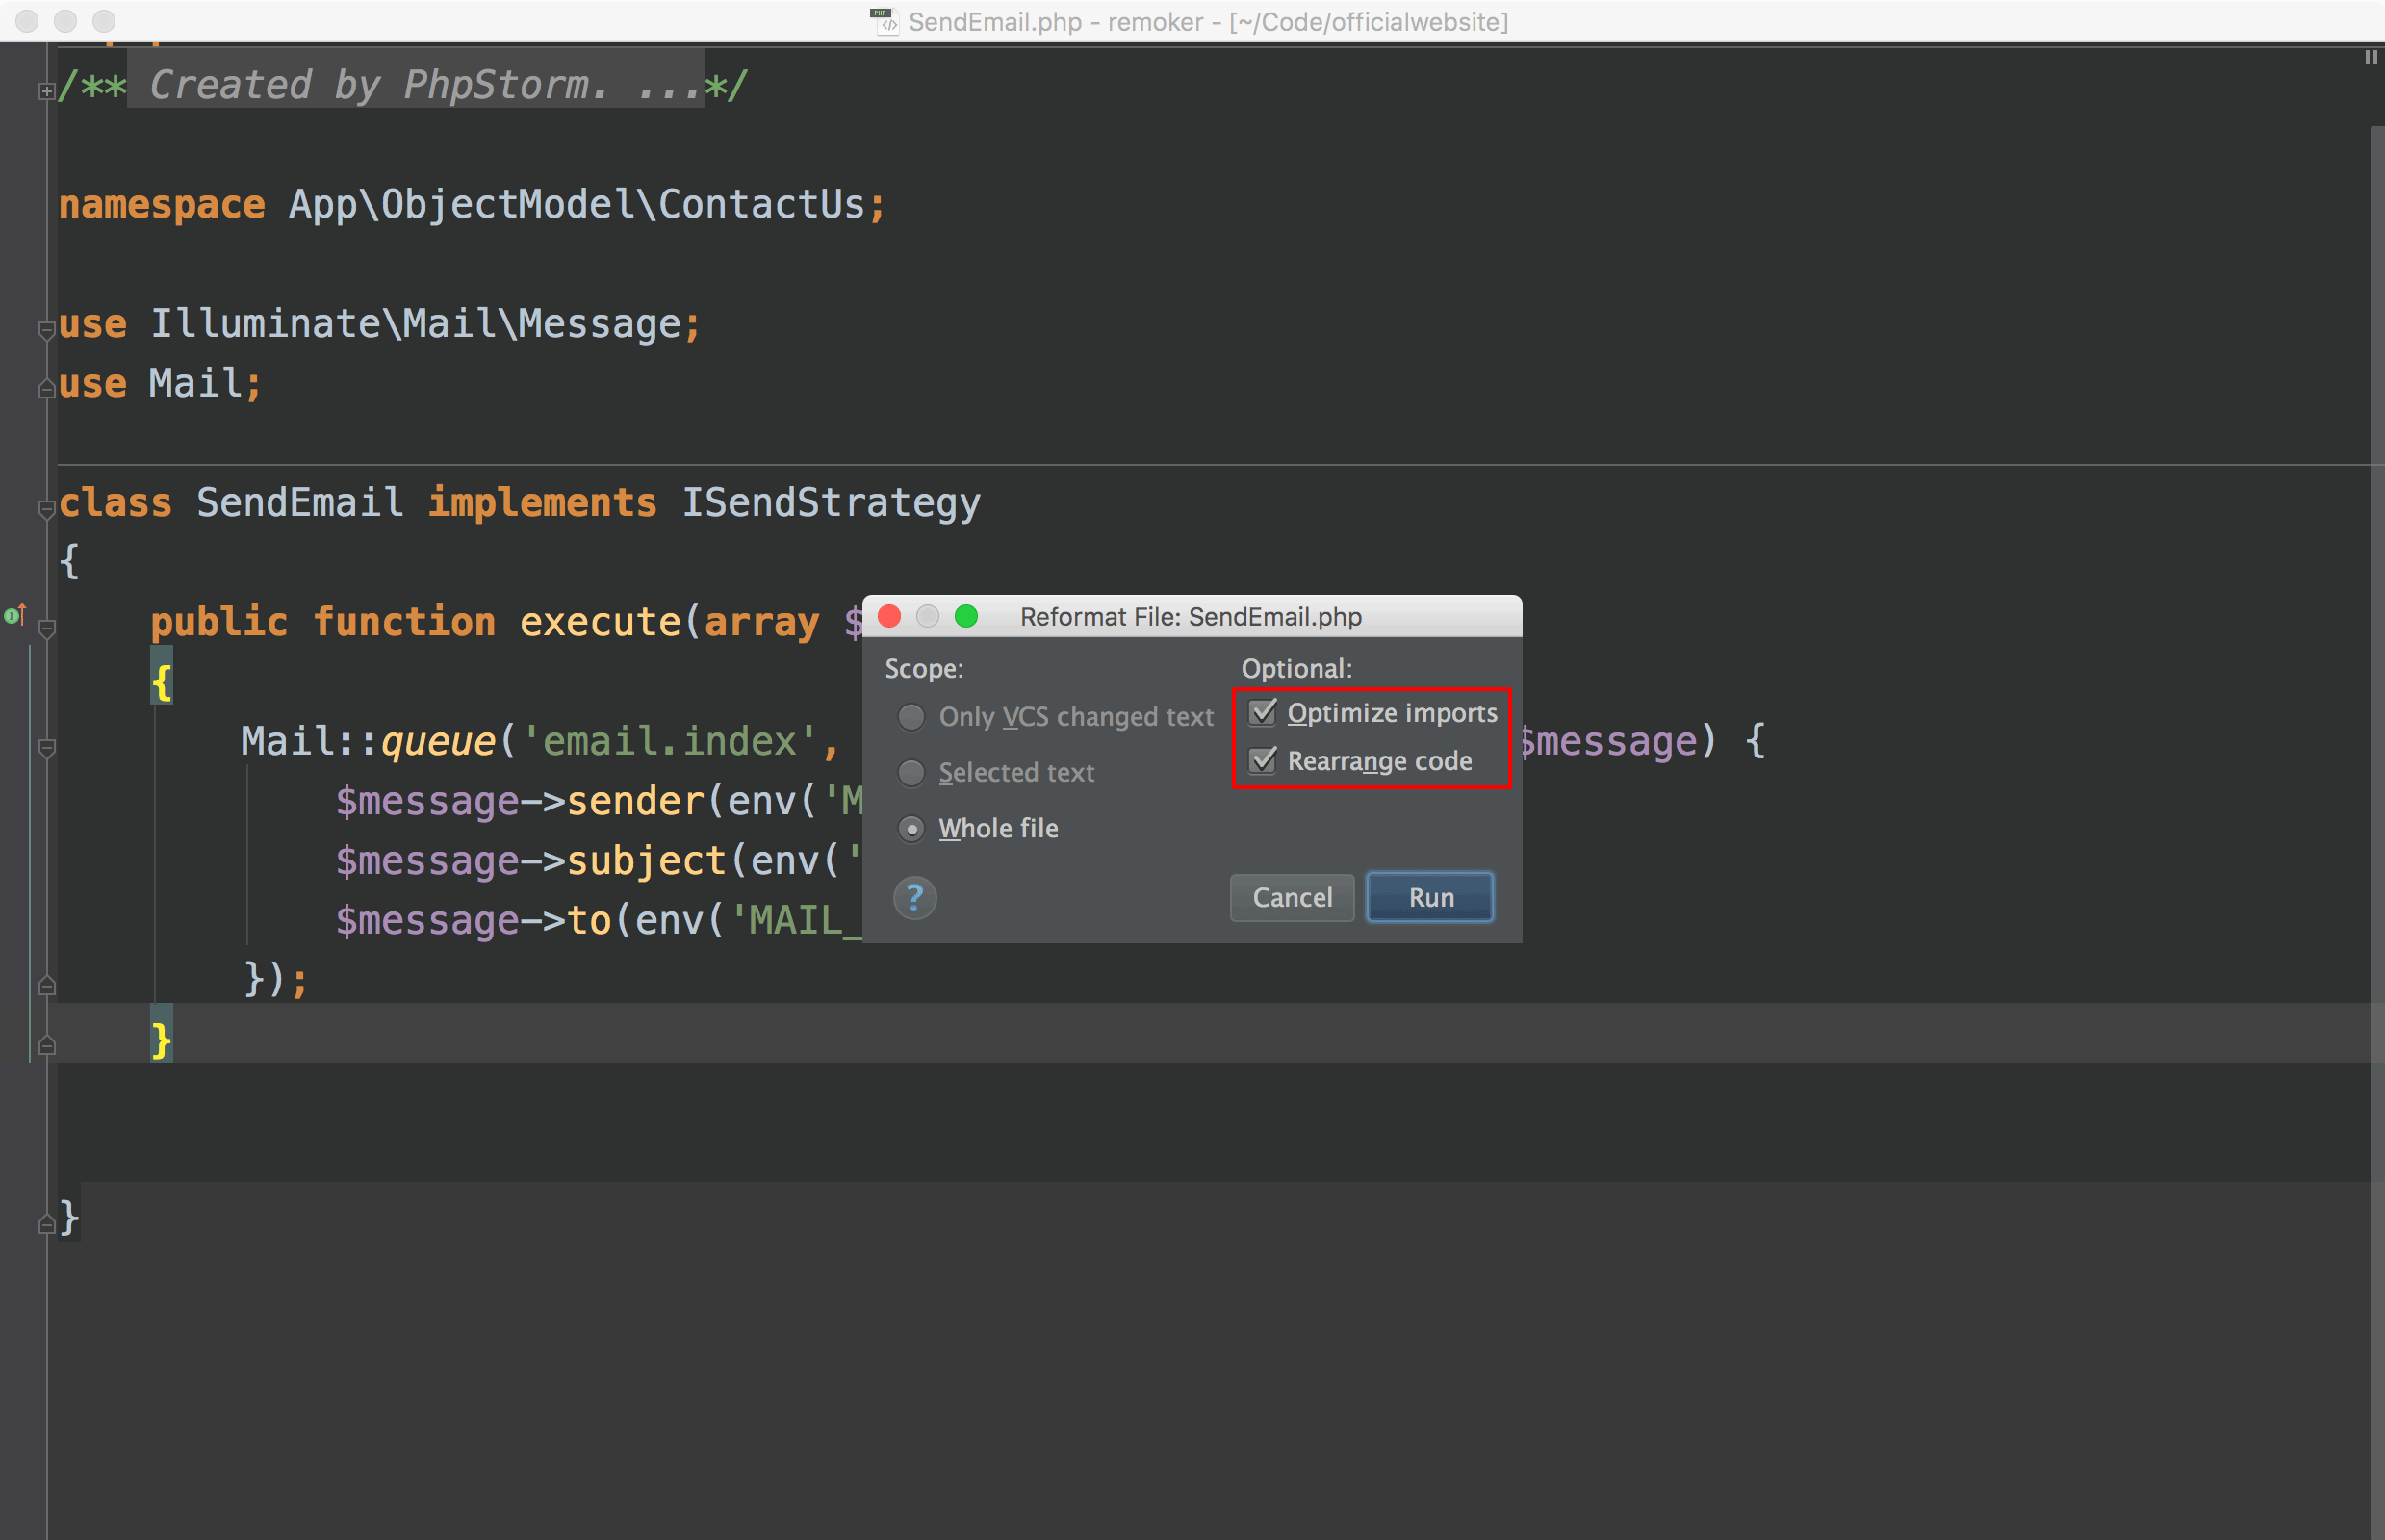 SendEmail.php - remoker - [~/Code/officialwebsite]
/** Created by PhpStorm. ...*/
namespace App\ObjectModel\ContactUs;
use Illuminate\Mail\Message;
use Mail;
class SendEmail implements ISendStrategy
{
public function execute(array $
{
Mail::queue('email.index', $message) {
$message->sender(env('M
$message->subject(env('
$message->to(env('MAIL_
});
}
}
Reformat File: SendEmail.php
Scope:
Only VCS changed text
Selected text
Whole file
Optional:
Optimize imports
Rearrange code
?
Cancel
Run